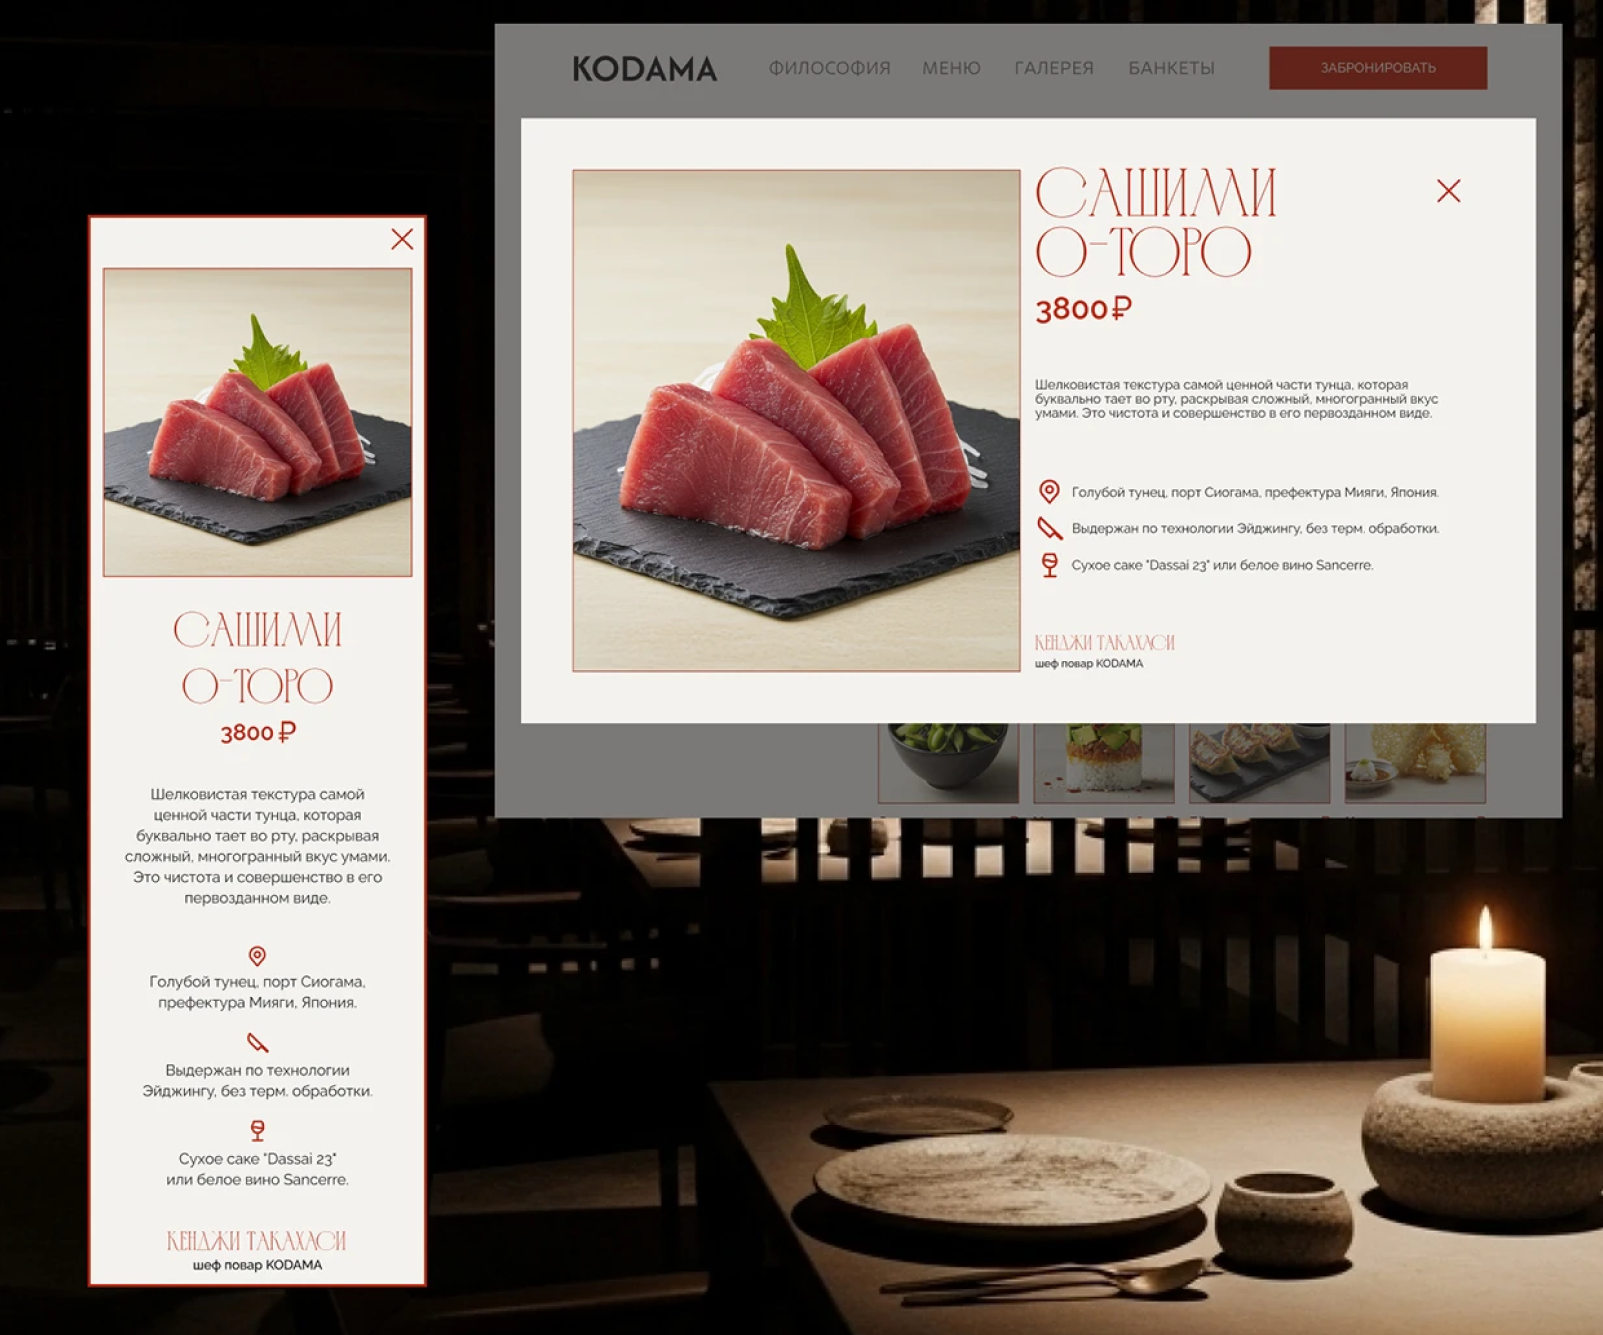 KODAMA ФИЛОСОФИЯ МЕНЮ ГАЛЕРЕЯ БАНКЕТЫ ЗАБРОНИРОВАТЬ
САШИМИ
О-ТОРО
3800 ₽
Шелковистая текстура самой ценной части тунца, которая
буквально тает во рту, раскрывая сложный, многогранный вкус
умами. Это чистота и совершенство в его первозданном виде.
Голубой тунец, порт Сиогама, префектура Мияги, Япония.
Выдержан по технологии Эйджингу, без терм. обработки.
Сухое саке "Dassai 23" или белое вино Sancerre.
КЕНДЖИ ТАКАХАСИ
шеф повар KODAMA
САШИМИ
О-ТОРО
3800 ₽
Шелковистая текстура самой
ценной части тунца, которая
буквально тает во рту, раскрывая
сложный, многогранный вкус умами.
Это чистота и совершенство в его
первозданном виде.
Голубой тунец, порт Сиогама,
префектура Мияги, Япония.
Выдержан по технологии
Эйджингу, без терм. обработки.
Сухое саке "Dassai 23"
или белое вино Sancerre.
КЕНДЖИ ТАКАХАСИ
шеф повар KODAMA